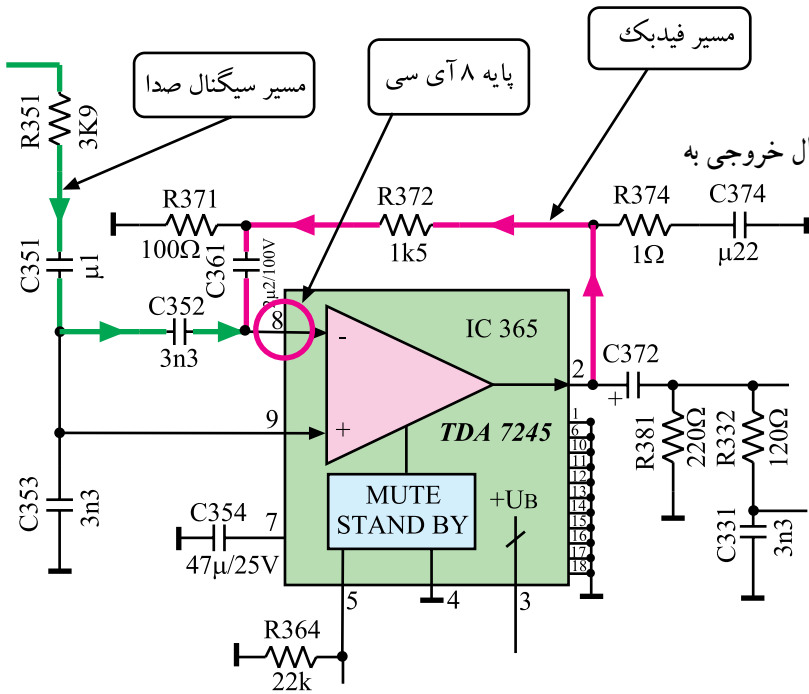 مسیر فیدبک
پایه ۸ آی سی
مسیر سیگنال صدا
ال خروجی به
R351
3K9
R371
100Ω
R372
1k5
R374
1Ω
C374
µ22
C351
µ1
C361
2µ2/100V
C352
3n3
8
-
IC 365
2
C372
+
9
+
TDA 7245
1
6
10
11
12
13
14
15
16
17
18
R381
220Ω
R332
120Ω
C353
3n3
C354
47µ/25V
7
MUTE
STAND BY
+UB
C331
3n3
5
4
3
R364
22k